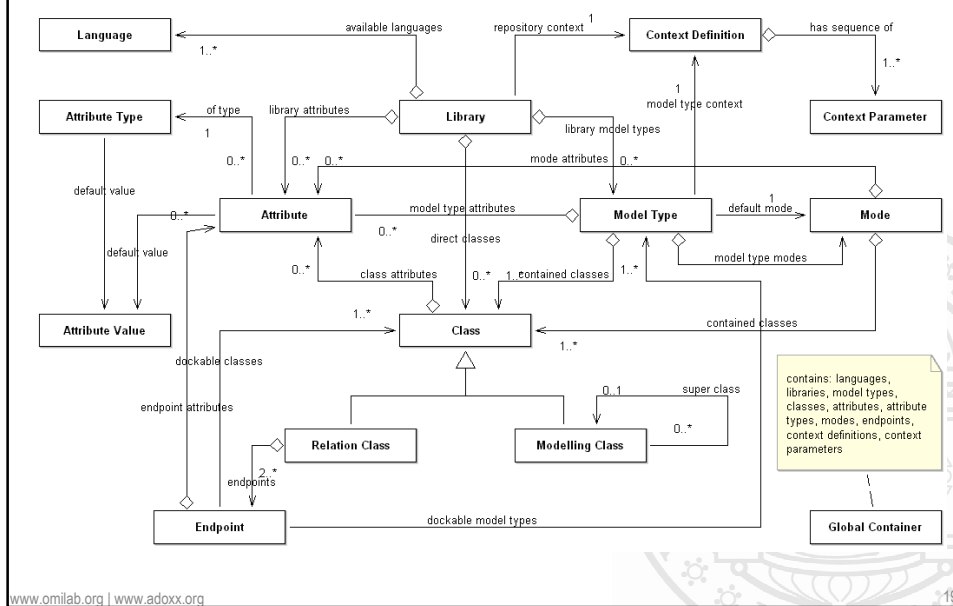 available languages
repository context
1
Language
Context Definition
has sequence of
1..*
1..*
1
model type context
Attribute Type
of type
1
library attributes
Library
library model types
Context Parameter
0..*
0..*
0..*
mode attributes
0..*
default value
Attribute
model type attributes
Model Type
1
default mode
Mode
0..*
0..*
default value
direct classes
model type modes
0..*
class attributes
0..*
1..*
contained classes
1..*
Attribute Value
1..*
Class
contained classes
1..*
dockable classes
endpoint attributes
0..1
super class
0..*
contains: languages,
libraries, model types,
classes, attributes, attribute
types, modes, endpoints,
context definitions, context
parameters
Relation Class
Modelling Class
2..*
endpoints
Endpoint
dockable model types
Global Container
www.omilab.org | www.adoxx.org
19